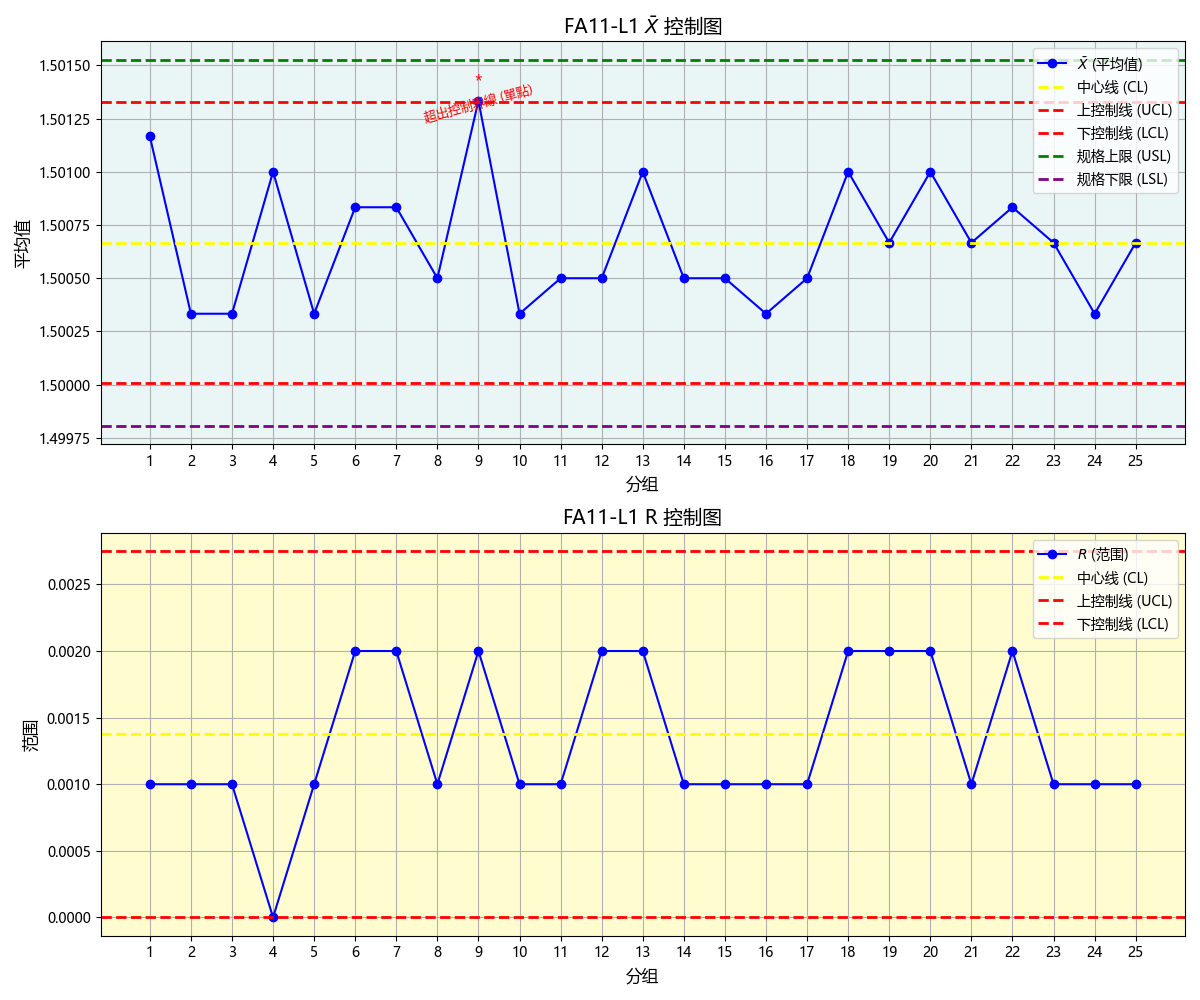 FA11-L1 X̄ 控制图
1.50150
1.50125
1.50100
1.50075
1.50050
1.50025
1.50000
1.49975
平均值
*
超出控制界線 (單點)
X̄ (平均值)
中心线 (CL)
上控制线 (UCL)
下控制线 (LCL)
规格上限 (USL)
规格下限 (LSL)
1 2 3 4 5 6 7 8 9 10 11 12 13 14 15 16 17 18 19 20 21 22 23 24 25
分组
FA11-L1 R 控制图
0.0025
0.0020
0.0015
0.0010
0.0005
0.0000
范围
R (范围)
中心线 (CL)
上控制线 (UCL)
下控制线 (LCL)
1 2 3 4 5 6 7 8 9 10 11 12 13 14 15 16 17 18 19 20 21 22 23 24 25
分组